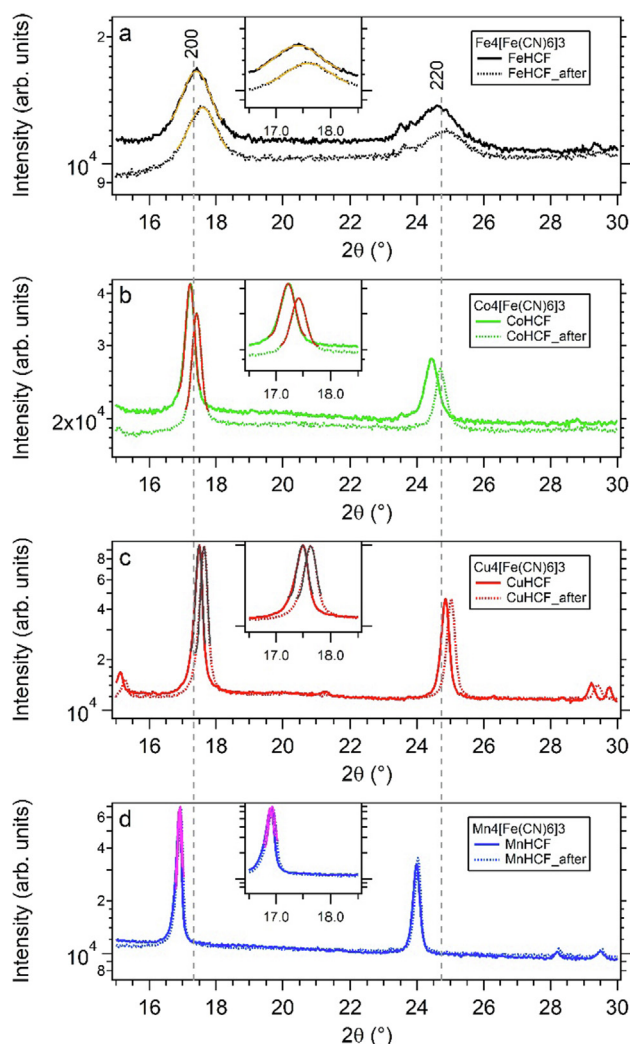 a
200
220
Fe4[Fe(CN)6]3
FeHCF
FeHCF_after
17.0 18.0
Intensity (arb. units)
2
10⁴
9
16 18 20 22 24 26 28 30
2θ (°)
b
Co4[Fe(CN)6]3
CoHCF
CoHCF_after
17.0 18.0
Intensity (arb. units)
4
3
2x10⁴
16 18 20 22 24 26 28 30
2θ (°)
c
Cu4[Fe(CN)6]3
CuHCF
CuHCF_after
17.0 18.0
Intensity (arb. units)
8
6
4
2
10⁴
16 18 20 22 24 26 28 30
2θ (°)
d
Mn4[Fe(CN)6]3
MnHCF
MnHCF_after
17.0 18.0
Intensity (arb. units)
6
4
2
10⁴
8
16 18 20 22 24 26 28 30
2θ (°)